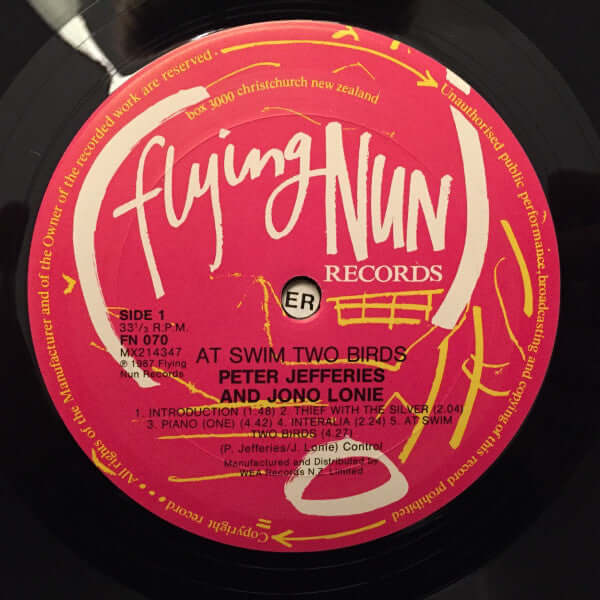 All rights of the Manufacturer and of the Owner of the recorded work are reserved.
Unauthorised public performance, broadcasting and copying of this record prohibited
Copyright record....
box 3000 christchurch new zealand
flying NUN
RECORDS
ER
SIDE 1
33⅓ R.P.M.
FN 070
MX214347
℗ 1987 Flying
Nun Records
AT SWIM TWO BIRDS
PETER JEFFERIES
AND JONO LONIE
1. INTRODUCTION (1:48) 2. THIEF WITH THE SILVER (2.04)
3. PIANO (ONE) (4.42) 4. INTERALIA (2.24) 5. AT SWIM
TWO BIRDS (4.27)
(P. Jefferies/J. Lonie) Control
Manufactured and Distributed by
WEA Records N.Z. Limited